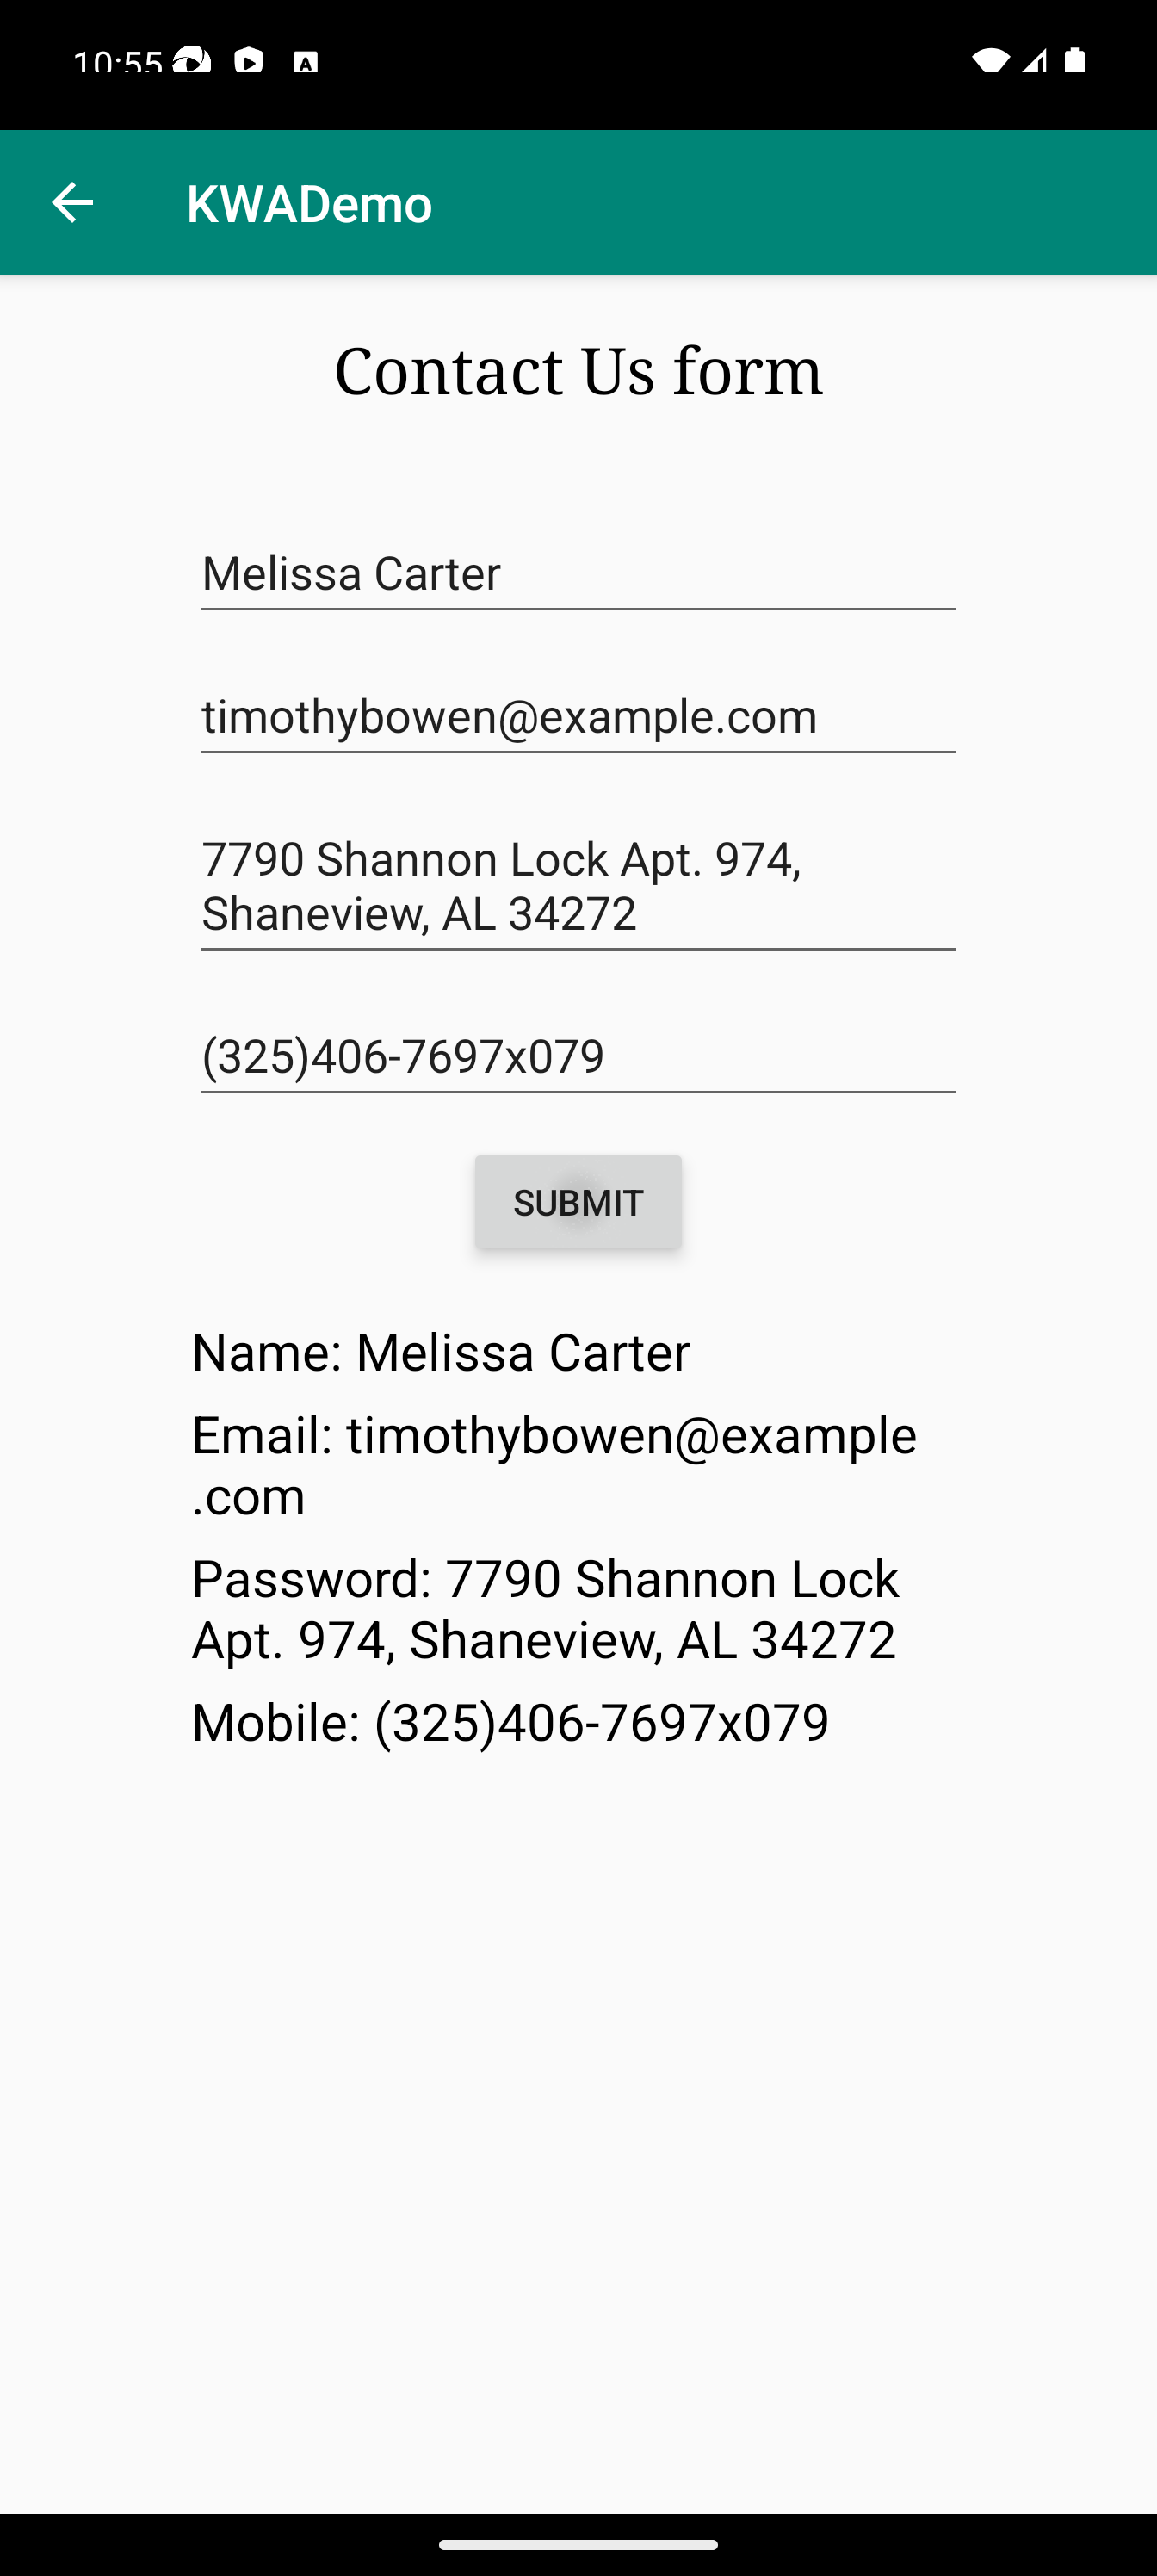 10:55
KWADemo
Contact Us form
Melissa Carter
timothybowen@example.com
7790 Shannon Lock Apt. 974,
Shaneview, AL 34272
(325)406-7697x079
SUBMIT
Name: Melissa Carter
Email: timothybowen@example
.com
Password: 7790 Shannon Lock
Apt. 974, Shaneview, AL 34272
Mobile: (325)406-7697x079